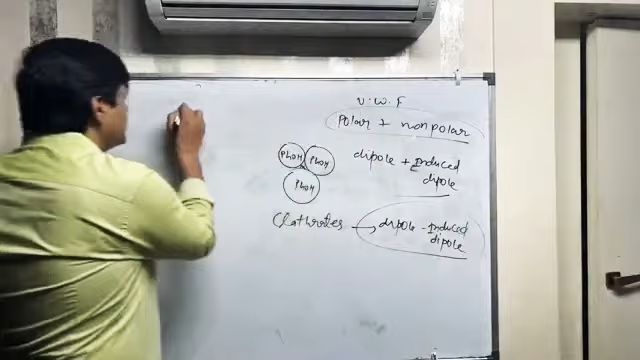 V.W.F
Polar + nonpolar
PhOH PhOH
PhOH
dipole + Induced
dipole
Clathrates → dipole - Induced
dipole